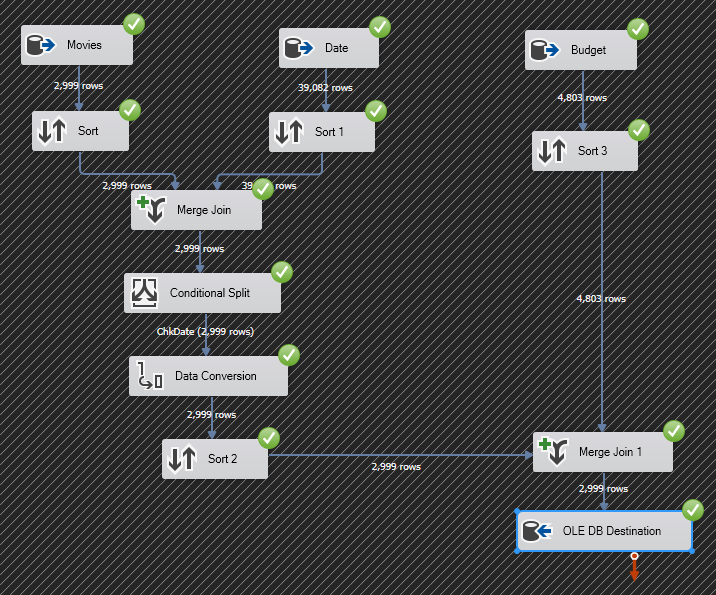 Movies
Date
Budget
2,999 rows
39,082 rows
4,803 rows
Sort
Sort 1
Sort 3
2,999 rows
39 rows
Merge Join
2,999 rows
Conditional Split
4,803 rows
ChkDate (2,999 rows)
Data Conversion
2,999 rows
Sort 2
2,999 rows
Merge Join 1
2,999 rows
OLE DB Destination